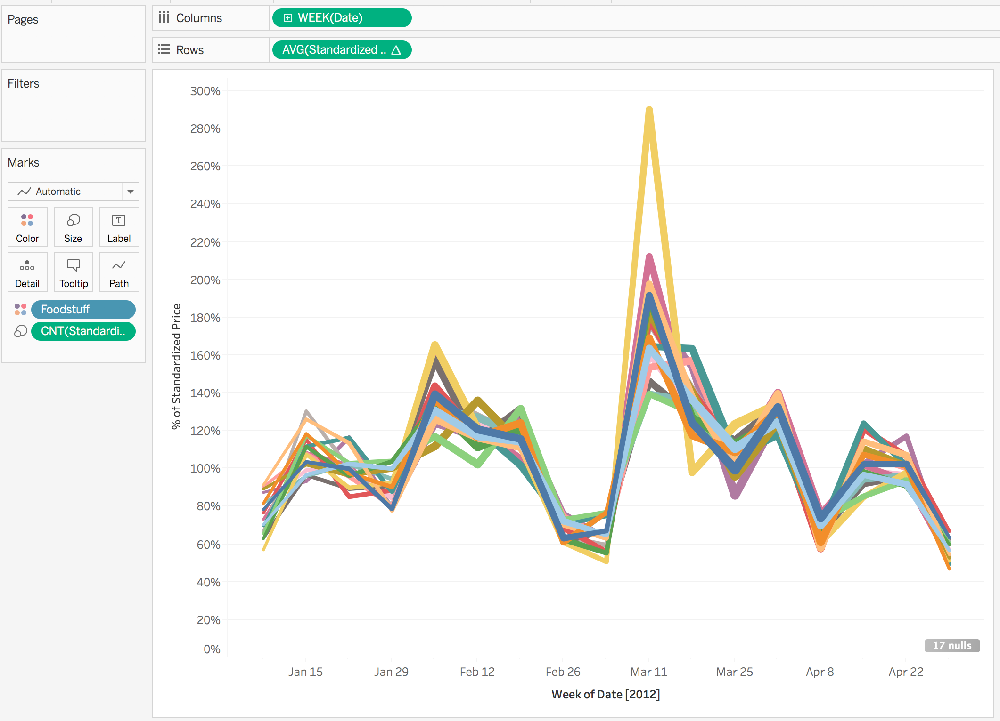 Pages
Columns
WEEK(Date)
Rows
AVG(Standardized ..
Filters
Marks
Automatic
Color
Size
T
Label
Detail
Tooltip
Path
Foodstuff
CNT(Standardi..
% of Standardized Price
300%
280%
260%
240%
220%
200%
180%
160%
140%
120%
100%
80%
60%
40%
20%
0%
17 nulls
Jan 15
Jan 29
Feb 12
Feb 26
Mar 11
Mar 25
Apr 8
Apr 22
Week of Date [2012]